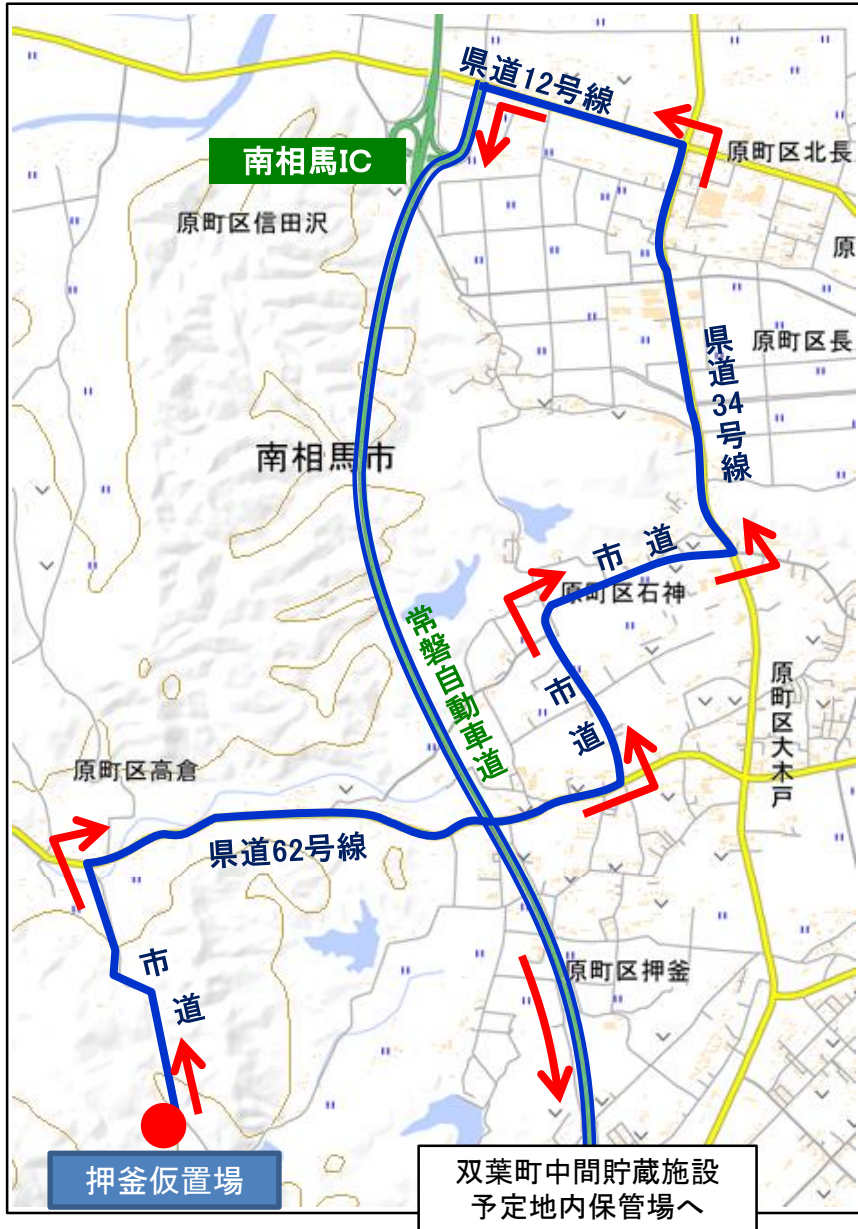 県道12号線
南相馬IC
原町区北長
原町区信田沢
原
原町区長
県道34号線
南相馬市
市道
原町区石神
常磐自動車道
市道
原町区大木戸
原町区高倉
県道62号線
市道
原町区押釜
押釜仮置場
双葉町中間貯蔵施設
予定地内保管場へ